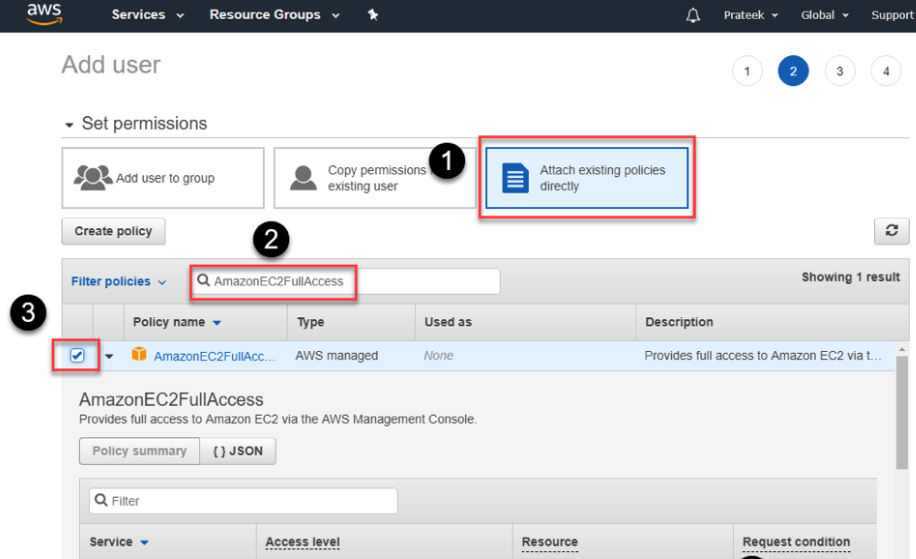 aws Services Resource Groups Prateek Global Support
Add user
1 2 3 4
Set permissions
Add user to group
Copy permissions
existing user
1
Attach existing policies
directly
Create policy
2
Filter policies AmazonEC2FullAccess Showing 1 result
3
Policy name Type Used as Description
AmazonEC2FullAcc... AWS managed None Provides full access to Amazon EC2 via t...
AmazonEC2FullAccess
Provides full access to Amazon EC2 via the AWS Management Console.
Policy summary { } JSON
Filter
Service Access level Resource Request condition